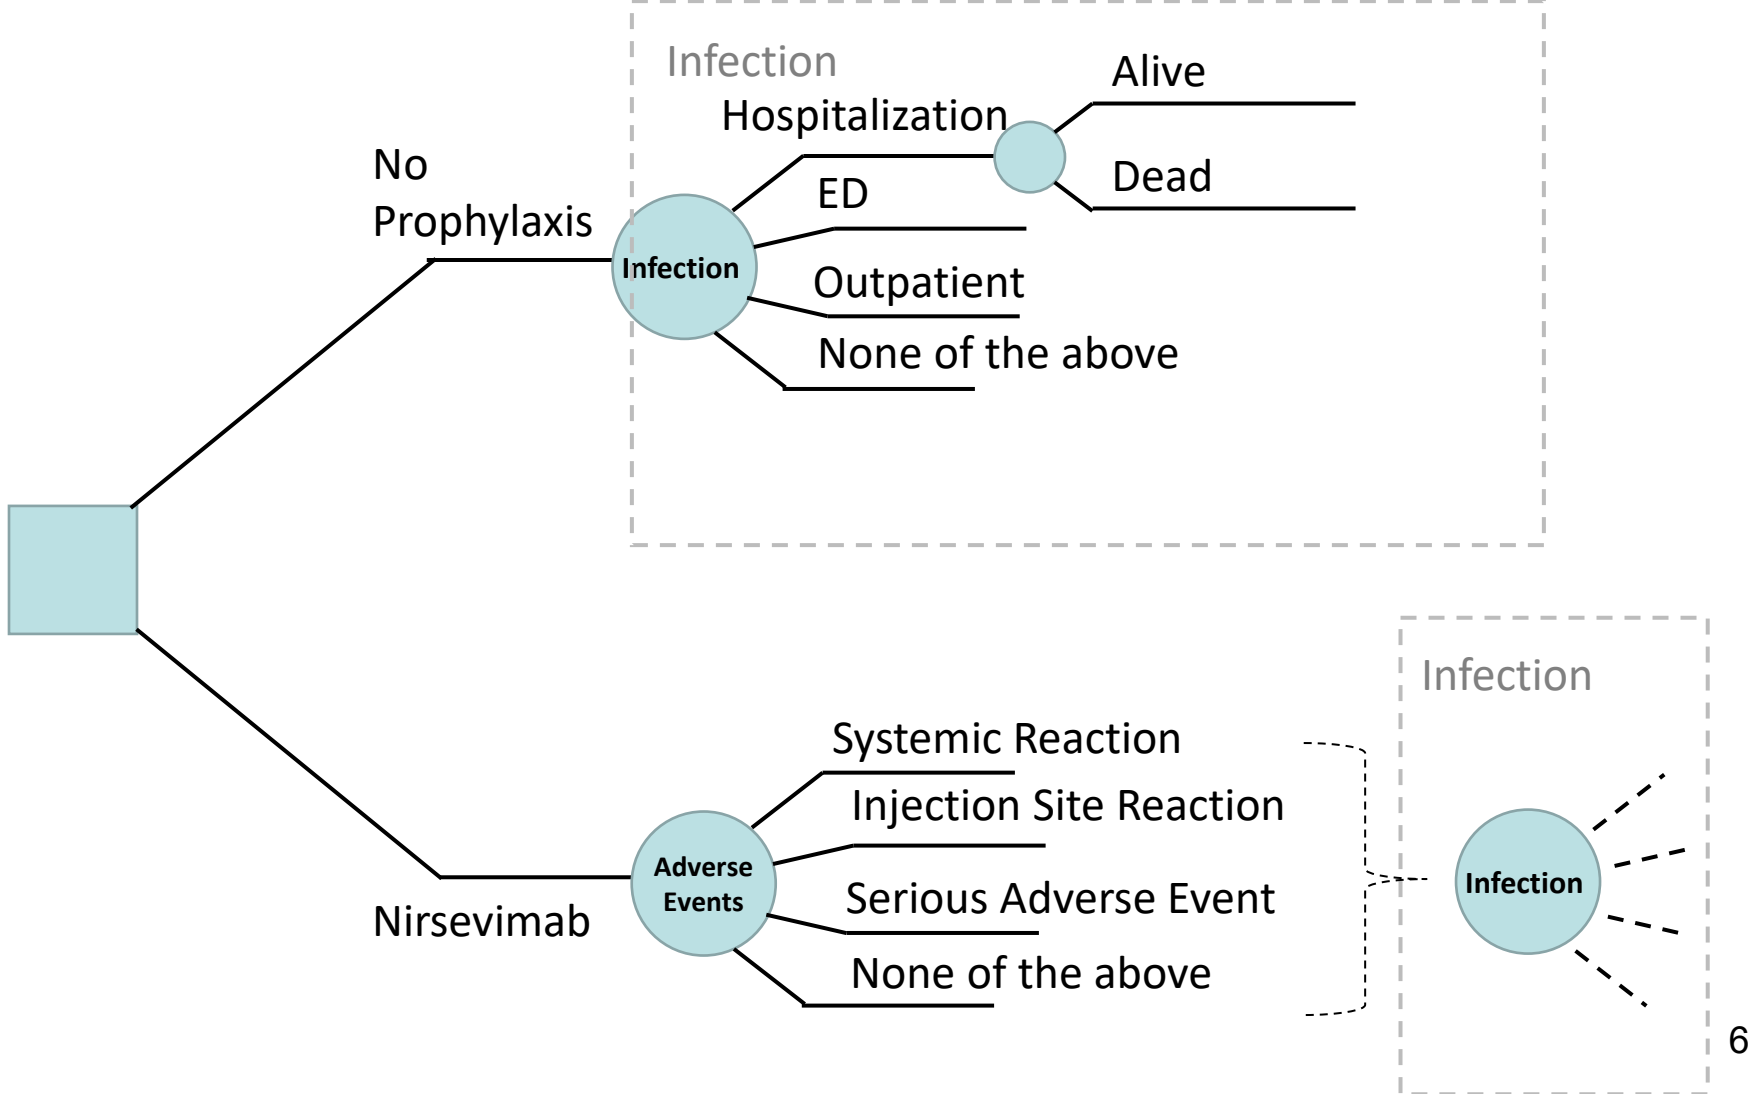 Infection
Alive
Hospitalization
No
Prophylaxis
ED
Dead
Infection
Outpatient
None of the above
Infection
Systemic Reaction
Injection Site Reaction
Adverse
Events
Infection
Serious Adverse Event
Nirsevimab
None of the above
6